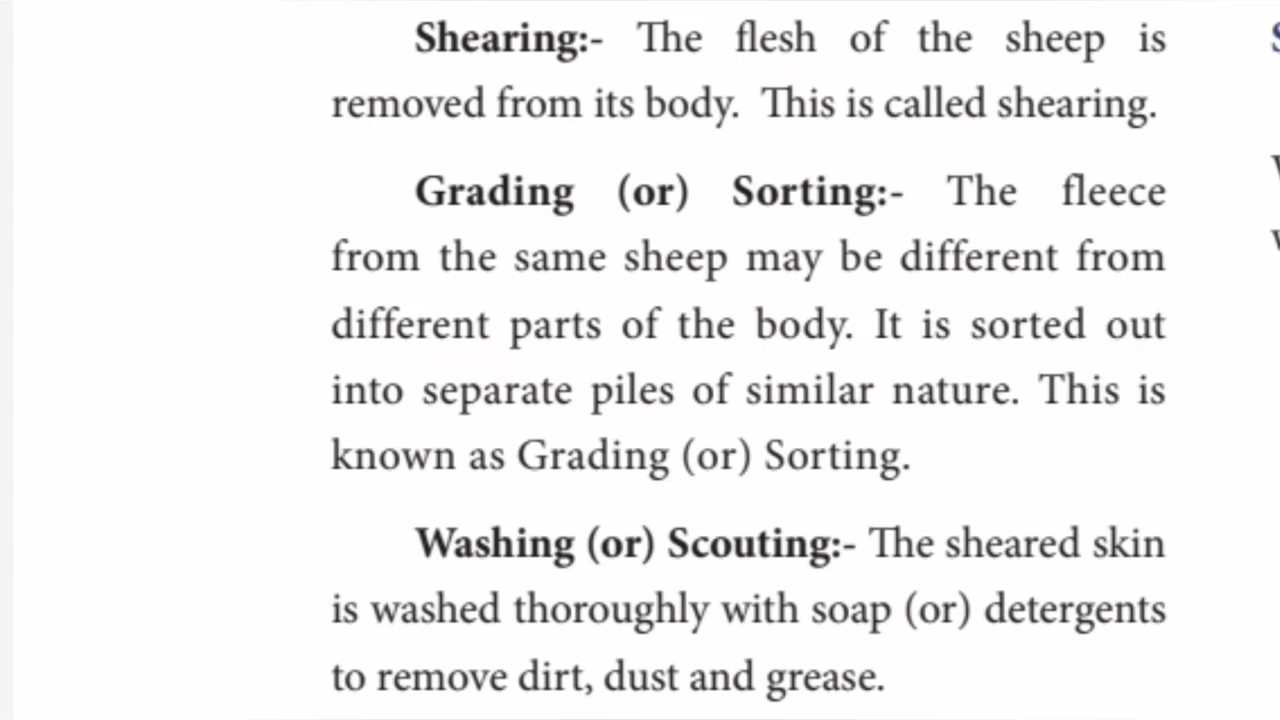 Shearing:- The flesh of the sheep is
removed from its body. This is called shearing.
Grading (or) Sorting:- The fleece
from the same sheep may be different from
different parts of the body. It is sorted out
into separate piles of similar nature. This is
known as Grading (or) Sorting.
Washing (or) Scouting:- The sheared skin
is washed thoroughly with soap (or) detergents
to remove dirt, dust and grease.